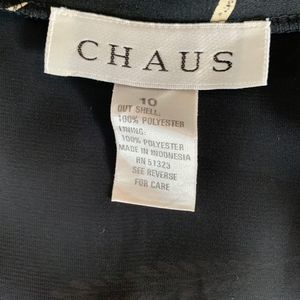 CHAUS
10
OUT SHELL:
100% POLYESTER
LINING:
100% POLYESTER
MADE IN INDONESIA
RN 51323
SEE REVERSE
FOR CARE